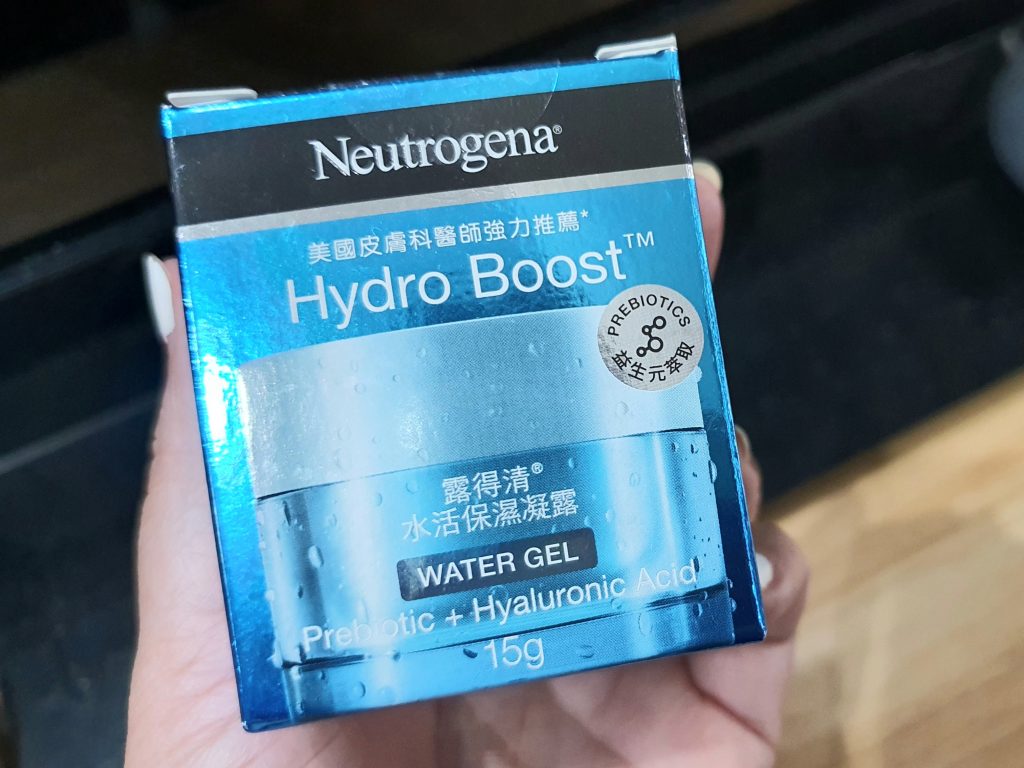 Neutrogena®
美國皮膚科醫師強力推薦*
Hydro Boost™
PREBIOTICS
益生元萃取
露得清®
水活保濕凝露
WATER GEL
Prebiotic + Hyaluronic Acid
15g